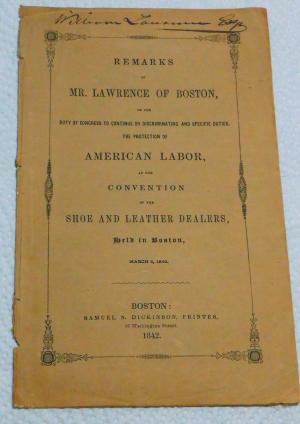 William Lawrence Esq
REMARKS
OF
MR. LAWRENCE OF BOSTON,
ON THE
DUTY OF CONGRESS TO CONTINUE BY DISCRIMINATING AND SPECIFIC DUTIES,
THE PROTECTION OF
AMERICAN LABOR,
AT THE
CONVENTION
OF THE
SHOE AND LEATHER DEALERS,
Held in Boston,
MARCH 2, 1842.
BOSTON:
SAMUEL N. DICKINSON, PRINTER,
52 Washington Street.
1842.